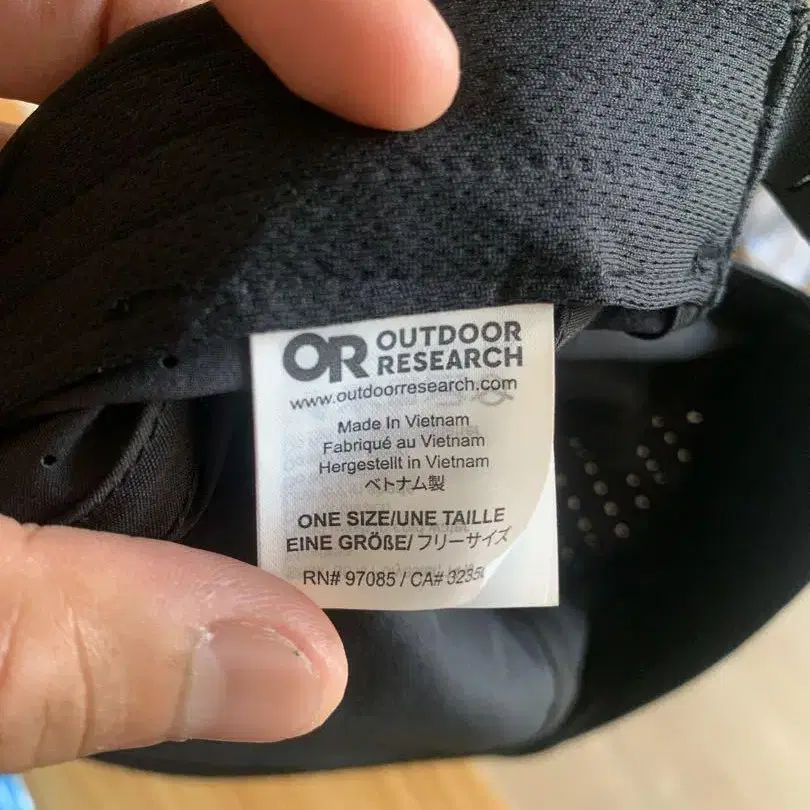 OR OUTDOOR RESEARCH
www.outdoorresearch.com
Made In Vietnam
Fabriqué au Vietnam
Hergestellt in Vietnam
ベトナム製
ONE SIZE/UNE TAILLE
EINE GRÖßE/ フリーサイズ
RN# 97085 / CA#